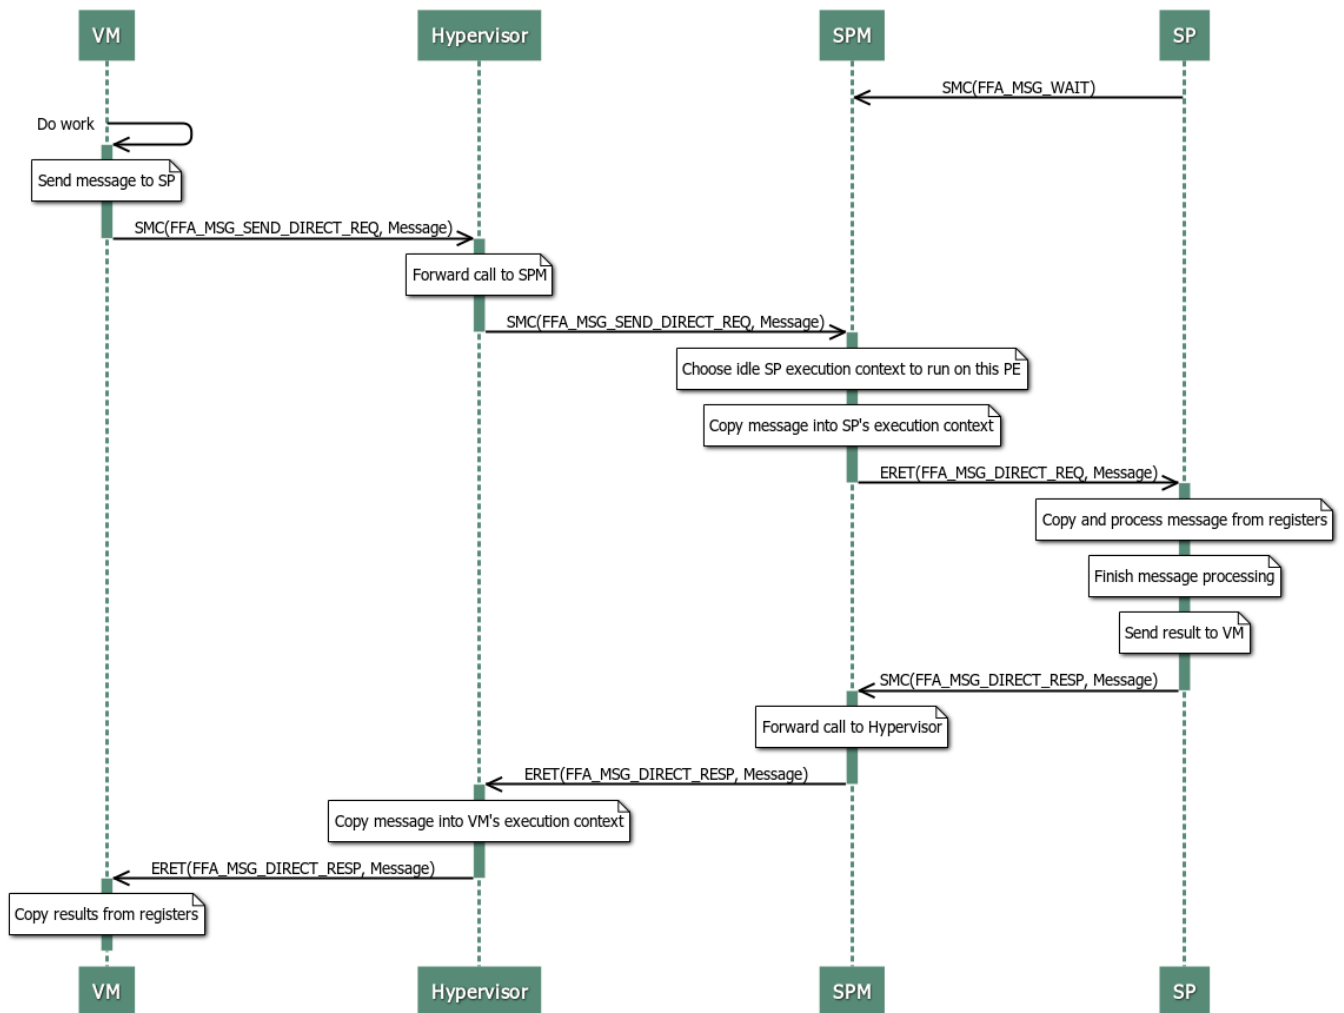 VM Hypervisor SPM SP
SMC(FFA_MSG_WAIT)
Do work
Send message to SP
SMC(FFA_MSG_SEND_DIRECT_REQ, Message)
Forward call to SPM
SMC(FFA_MSG_SEND_DIRECT_REQ, Message)
Choose idle SP execution context to run on this PE
Copy message into SP's execution context
ERET(FFA_MSG_DIRECT_REQ, Message)
Copy and process message from registers
Finish message processing
Send result to VM
SMC(FFA_MSG_DIRECT_RESP, Message)
Forward call to Hypervisor
ERET(FFA_MSG_DIRECT_RESP, Message)
Copy message into VM's execution context
ERET(FFA_MSG_DIRECT_RESP, Message)
Copy results from registers
VM Hypervisor SPM SP